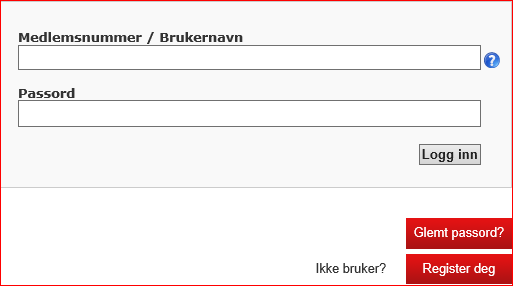 Medlemsnummer / Brukernavn
?
Passord
Logg inn
Glemt passord?
Ikke bruker? Register deg